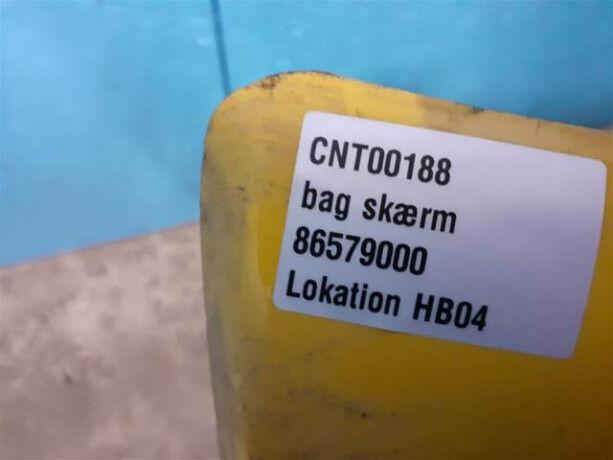 CNT00188
bag skærm
86579000
Lokation HB04